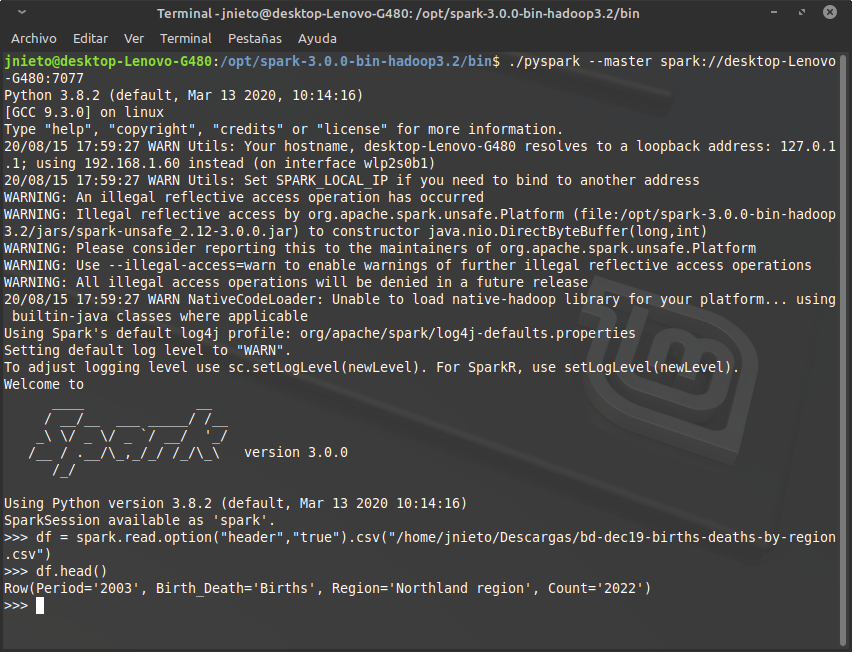 Terminal - jnieto@desktop-Lenovo-G480: /opt/spark-3.0.0-bin-hadoop3.2/bin
Archivo Editar Ver Terminal Pestañas Ayuda
jnieto@desktop-Lenovo-G480:/opt/spark-3.0.0-bin-hadoop3.2/bin$ ./pyspark --master spark://desktop-Lenovo
-G480:7077
Python 3.8.2 (default, Mar 13 2020, 10:14:16)
[GCC 9.3.0] on linux
Type "help", "copyright", "credits" or "license" for more information.
20/08/15 17:59:27 WARN Utils: Your hostname, desktop-Lenovo-G480 resolves to a loopback address: 127.0.1
.1; using 192.168.1.60 instead (on interface wlp2s0b1)
20/08/15 17:59:27 WARN Utils: Set SPARK_LOCAL_IP if you need to bind to another address
WARNING: An illegal reflective access operation has occurred
WARNING: Illegal reflective access by org.apache.spark.unsafe.Platform (file:/opt/spark-3.0.0-bin-hadoop
3.2/jars/spark-unsafe_2.12-3.0.0.jar) to constructor java.nio.DirectByteBuffer(long,int)
WARNING: Please consider reporting this to the maintainers of org.apache.spark.unsafe.Platform
WARNING: Use --illegal-access=warn to enable warnings of further illegal reflective access operations
WARNING: All illegal access operations will be denied in a future release
20/08/15 17:59:27 WARN NativeCodeLoader: Unable to load native-hadoop library for your platform... using
 builtin-java classes where applicable
Using Spark's default log4j profile: org/apache/spark/log4j-defaults.properties
Setting default log level to "WARN".
To adjust logging level use sc.setLogLevel(newLevel). For SparkR, use setLogLevel(newLevel).
Welcome to
      ____              __
     / __/__  ___ _____/ /__
    _\ \/ _ \/ _ `/ __/  '_/
   /__ / .__/\_,_/_/ /_/\_\   version 3.0.0
      /_/
Using Python version 3.8.2 (default, Mar 13 2020 10:14:16)
SparkSession available as 'spark'.
>>> df = spark.read.option("header","true").csv("/home/jnieto/Descargas/bd-dec19-births-deaths-by-region
.csv")
>>> df.head()
Row(Period='2003', Birth_Death='Births', Region='Northland region', Count='2022')
>>>